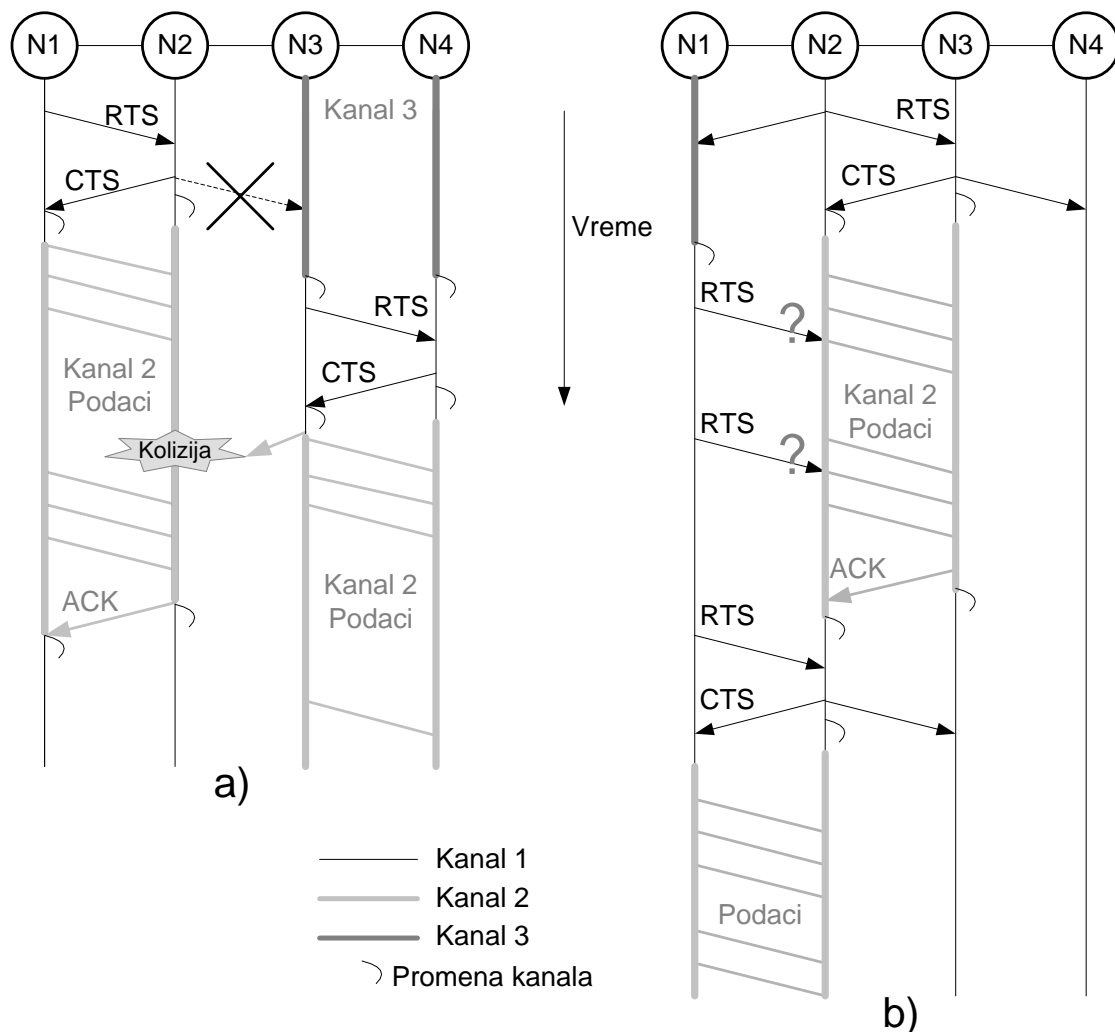 N1 N2 N3 N4 N1 N2 N3 N4
Kanal 3
RTS
CTS
RTS
CTS
Kanal 2
Podaci
Kolizija
Kanal 2
Podaci
ACK
a)
Vreme
RTS
CTS
RTS
?
Kanal 2
Podaci
RTS
?
ACK
RTS
CTS
Podaci
b)
Kanal 1
Kanal 2
Kanal 3
Promena kanala